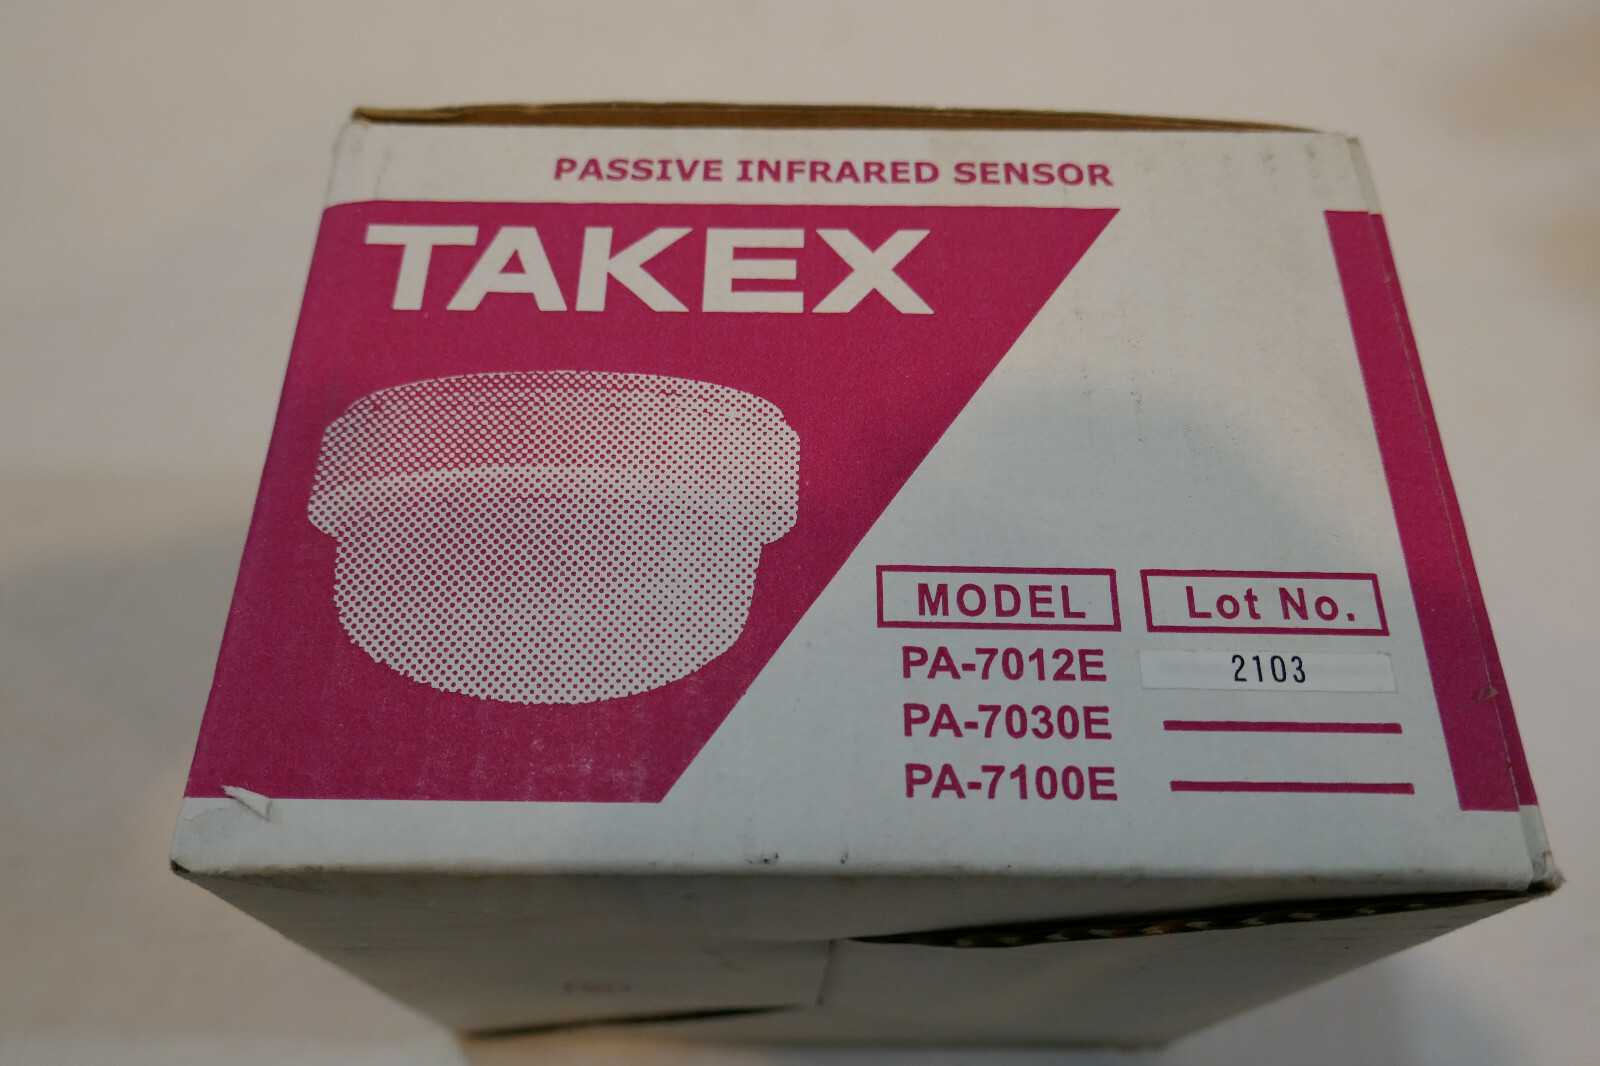 PASSIVE INFRARED SENSOR
TAKEX
MODEL Lot No.
PA-7012E 2103
PA-7030E
PA-7100E